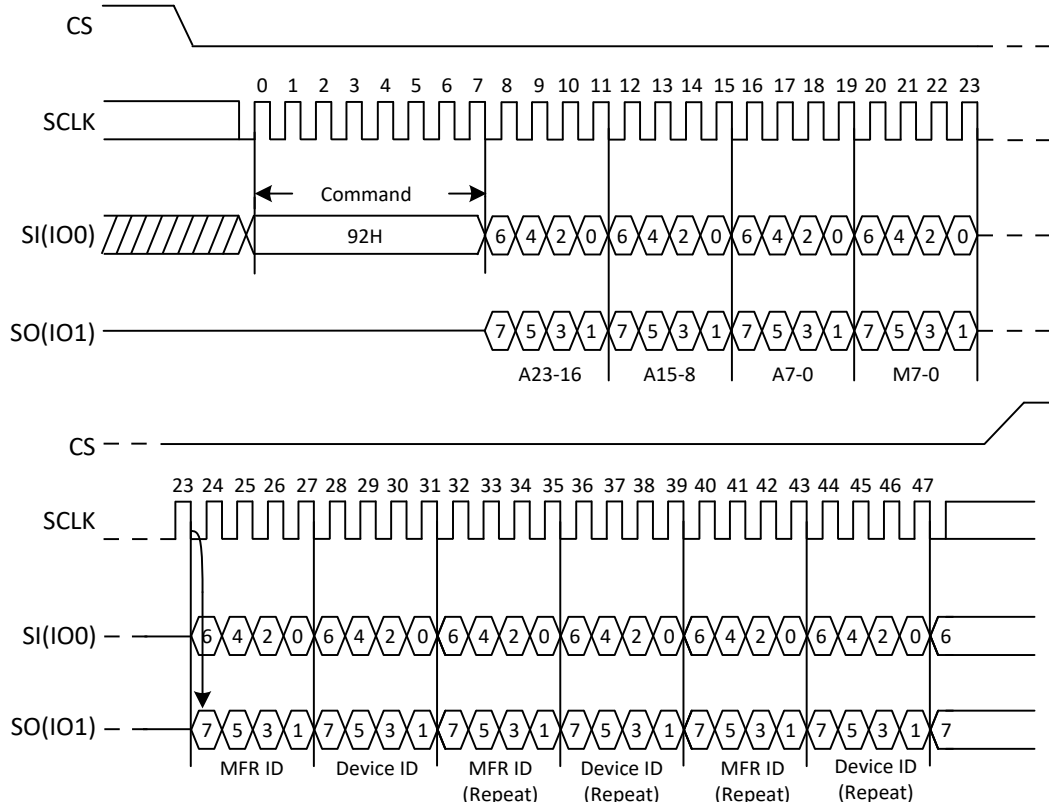 CS
0 1 2 3 4 5 6 7 8 9 10 11 12 13 14 15 16 17 18 19 20 21 22 23
SCLK
Command
SI(IO0) 92H 6 4 2 0 6 4 2 0 6 4 2 0 6 4 2 0
SO(IO1) 7 5 3 1 7 5 3 1 7 5 3 1 7 5 3 1
A23-16 A15-8 A7-0 M7-0
CS
23 24 25 26 27 28 29 30 31 32 33 34 35 36 37 38 39 40 41 42 43 44 45 46 47
SCLK
SI(IO0) 6 4 2 0 6 4 2 0 6 4 2 0 6 4 2 0 6 4 2 0 6 4 2 0 6
SO(IO1) 7 5 3 1 7 5 3 1 7 5 3 1 7 5 3 1 7 5 3 1 7 5 3 1 7
MFR ID Device ID MFR ID Device ID MFR ID Device ID
(Repeat) (Repeat) (Repeat) (Repeat)